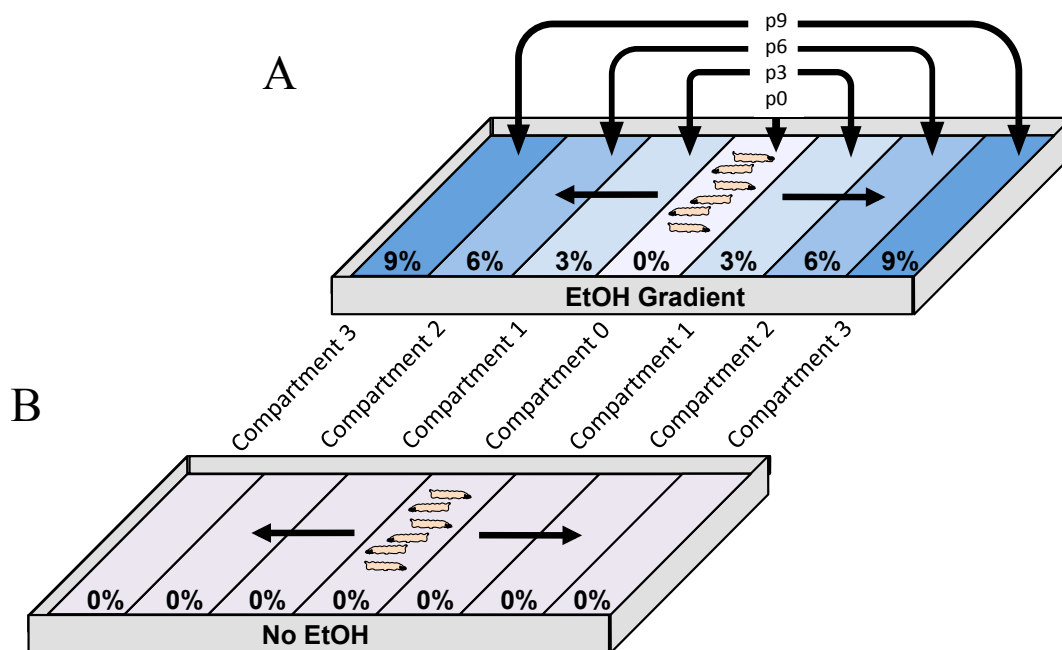 p9
p6
p3
p0
A
9% 6% 3% 0% 3% 6% 9%
EtOH Gradient
Compartment 3
Compartment 2
Compartment 1
Compartment 0
Compartment 1
Compartment 2
Compartment 3
B
0% 0% 0% 0% 0% 0% 0%
No EtOH